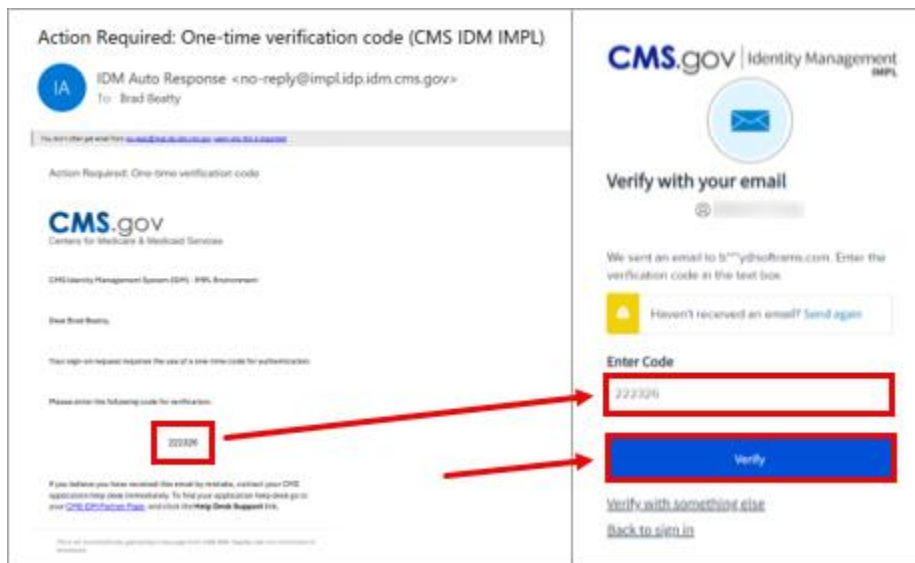 Action Required: One-time verification code (CMS IDM IMPL)
IA
IDM Auto Response <no-reply@impl.idp.idm.cms.gov>
To Brad Beatty
You don't often get email from
Action Required: One-time verification code
CMS.gov
Centers for Medicare & Medicaid Services
CMS Identity Management System (IDM) - IMPL Environment
Dear Brad Beatty,
Your sign-on request requires the use of a one-time code for authentication.
Please enter the following code for verification:
222326
If you believe you have received this email by mistake, contact your CMS
application help desk immediately. To find your application help desk go to
your CMS IDM Partner Page, and click the Help Desk Support link.
CMS.gov Identity Management
IMPL
Verify with your email
We sent an email to b***y@softrams.com. Enter the
verification code in the text box.
Haven't received an email? Send again
Enter Code
222326
Verify
Verify with something else
Back to sign in